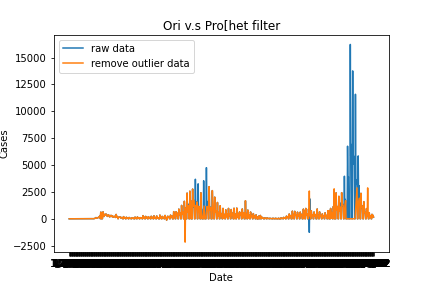 Ori v.s Pro[het filter
raw data
remove outlier data
15000
12500
10000
7500
5000
2500
0
−2500
Cases
Date